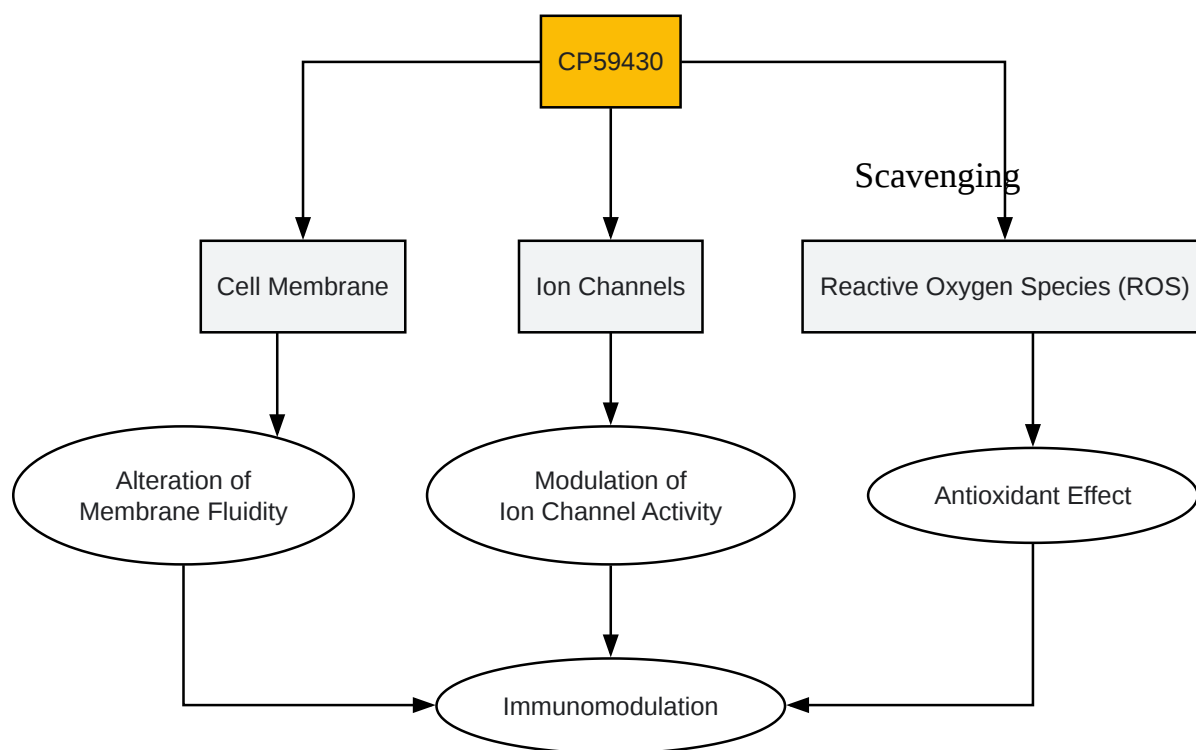 CP59430
Scavenging
Cell Membrane
Ion Channels
Reactive Oxygen Species (ROS)
Alteration of
Membrane Fluidity
Modulation of
Ion Channel Activity
Antioxidant Effect
Immunomodulation